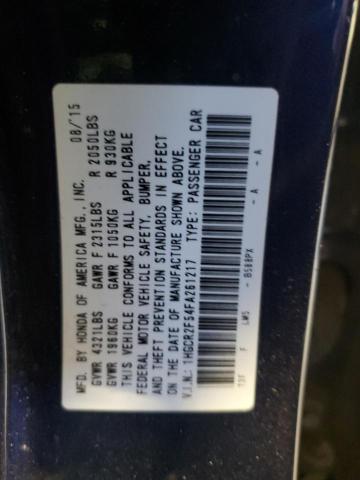 MFD. BY HONDA OF AMERICA MFG., INC. 08/'15
GVWR 4321LBS GAWR F 2315LBS R 2050LBS
GVWR 1960KG GAWR F 1050KG R 930KG
THIS VEHICLE CONFORMS TO ALL APPLICABLE
FEDERAL MOTOR VEHICLE SAFETY, BUMPER,
AND THEFT PREVENTION STANDARDS IN EFFECT
ON THE DATE OF MANUFACTURE SHOWN ABOVE.
V.I.N.: 1HGCR2F54FA261217 TYPE: PASSENGER CAR
F LM5 - B588PX - A - A